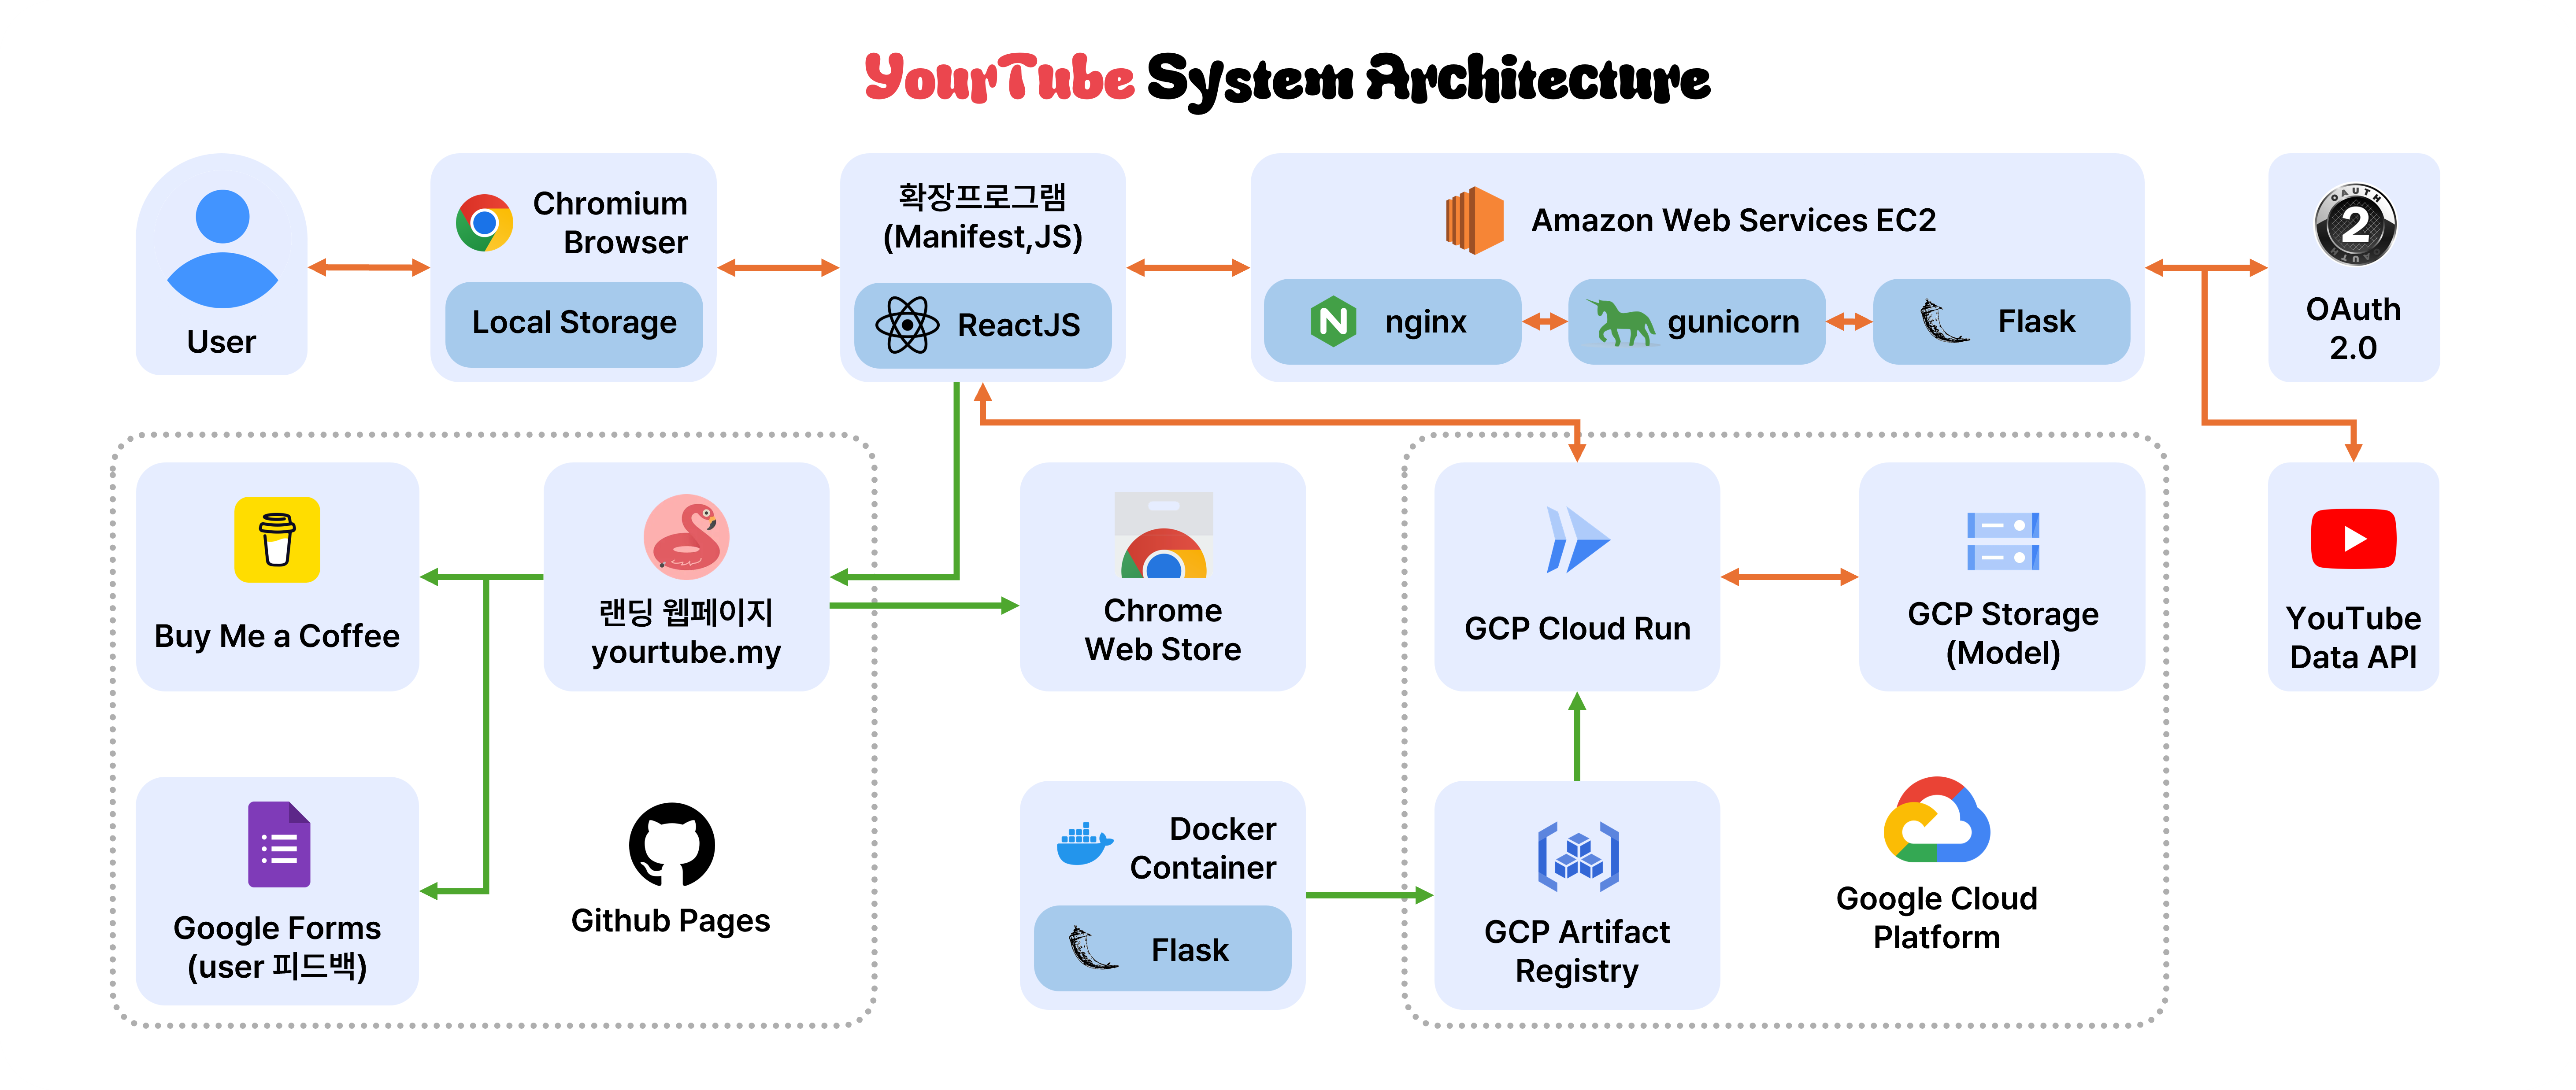 YourTube System Architecture
User
Chromium
Browser
Local Storage
확장프로그램
(Manifest,JS)
ReactJS
Amazon Web Services EC2
nginx
gunicorn
Flask
OAUTH
2
OAUTH
OAuth
2.0
Buy Me a Coffee
랜딩 웹페이지
yourtube.my
Chrome
Web Store
GCP Cloud Run
GCP Storage
(Model)
YouTube
Data API
Google Forms
(user 피드백)
Github Pages
Docker
Container
Flask
GCP Artifact
Registry
Google Cloud
Platform